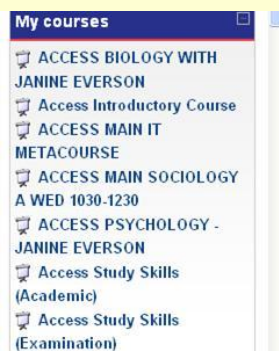 My courses
ACCESS BIOLOGY WITH
JANINE EVERSON
Access Introductory Course
ACCESS MAIN IT
METACOURSE
ACCESS MAIN SOCIOLOGY
A WED 1030-1230
ACCESS PSYCHOLOGY -
JANINE EVERSON
Access Study Skills
(Academic)
Access Study Skills
(Examination)